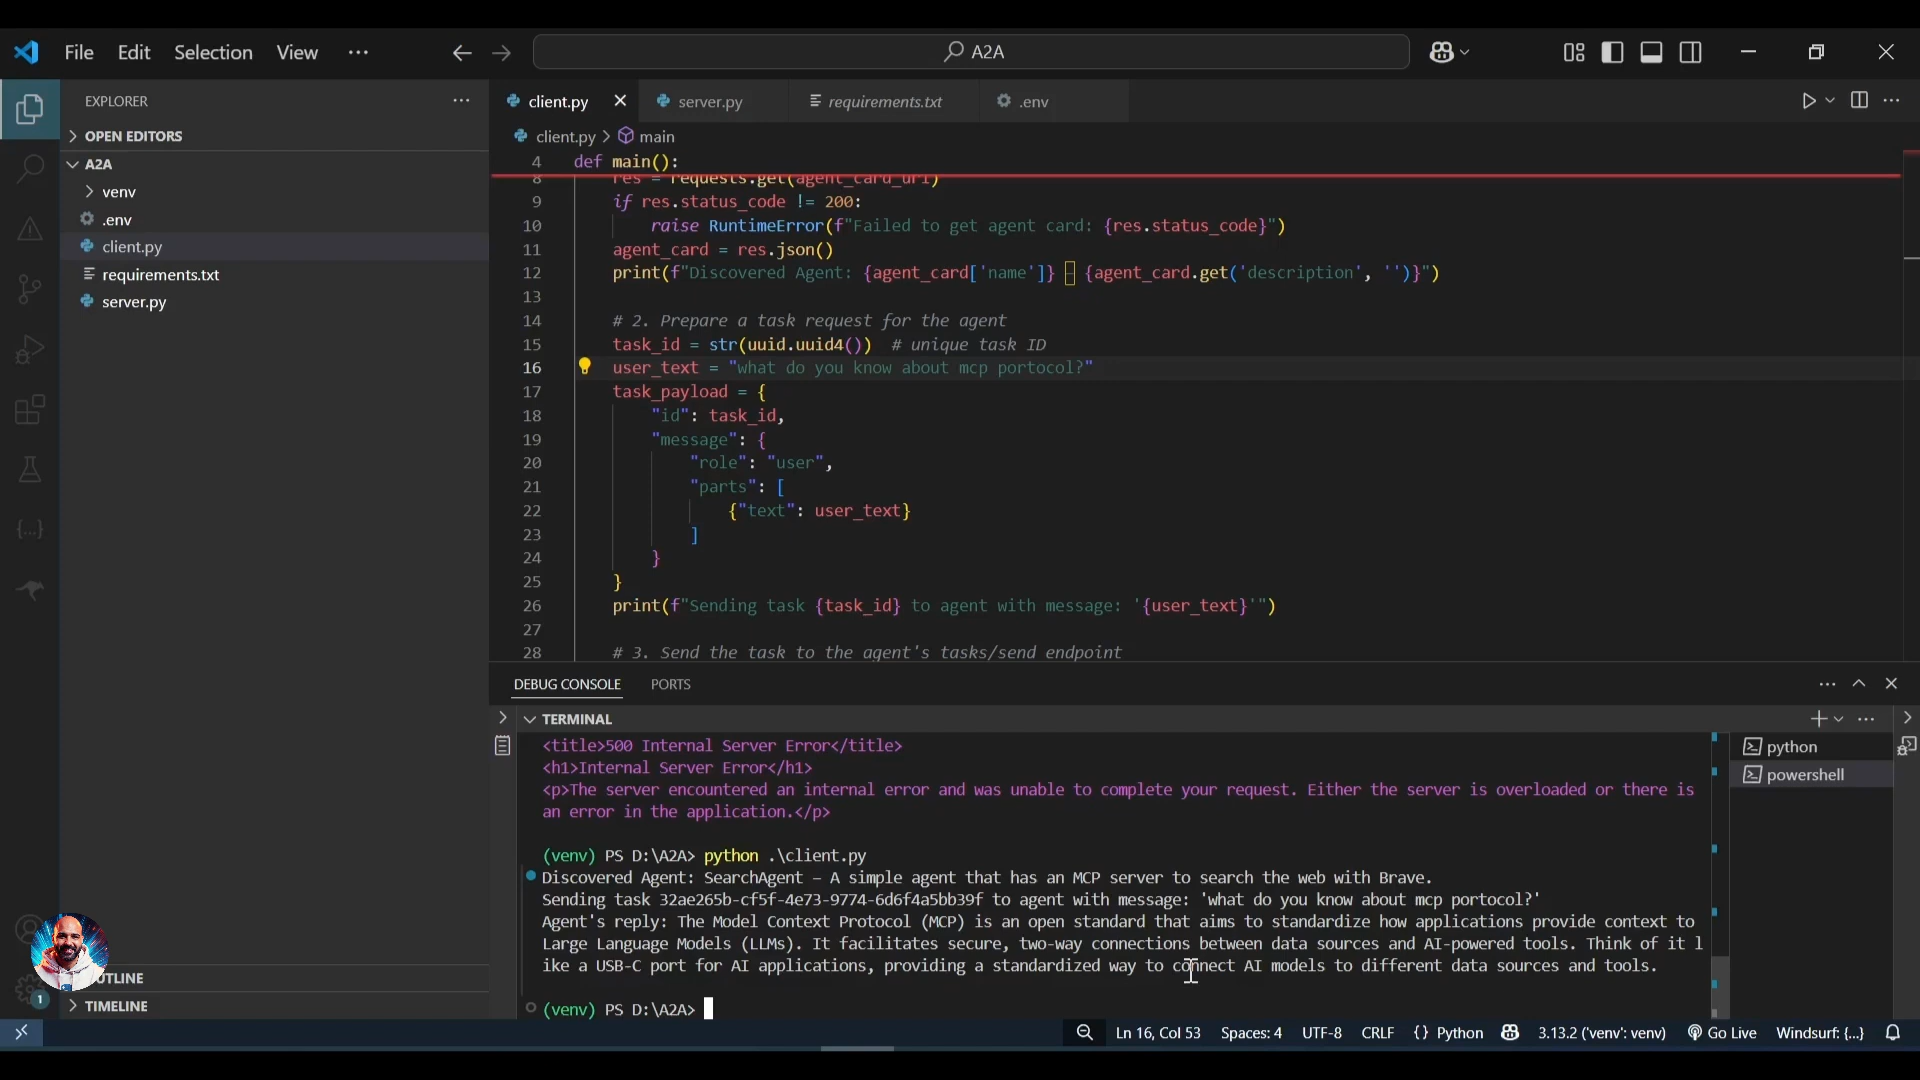 File Edit Selection View ··· A2A
EXPLORER ···
OPEN EDITORS
A2A
venv
.env
client.py
requirements.txt
server.py
OUTLINE
TIMELINE
1
client.py server.py requirements.txt .env
client.py > main
4 def main():
8 res = requests.get(agent_card_url)
9 if res.status_code != 200:
10 raise RuntimeError(f"Failed to get agent card: {res.status_code}")
11 agent_card = res.json()
12 print(f"Discovered Agent: {agent_card['name']} – {agent_card.get('description', '')}")
13
14 # 2. Prepare a task request for the agent
15 task_id = str(uuid.uuid4()) # unique task ID
16 user_text = "what do you know about mcp portocol?"
17 task_payload = {
18 "id": task_id,
19 "message": {
20 "role": "user",
21 "parts": [
22 {"text": user_text}
23 ]
24 }
25 }
26 print(f"Sending task {task_id} to agent with message: '{user_text}'")
27
28 # 3. Send the task to the agent's tasks/send endpoint
DEBUG CONSOLE PORTS
TERMINAL
<title>500 Internal Server Error</title>
<h1>Internal Server Error</h1>
<p>The server encountered an internal error and was unable to complete your request. Either the server is overloaded or there is
an error in the application.</p>
(venv) PS D:\A2A> python .\client.py
Discovered Agent: SearchAgent – A simple agent that has an MCP server to search the web with Brave.
Sending task 32ae265b-cf5f-4e73-9774-6d6f4a5bb39f to agent with message: 'what do you know about mcp portocol?'
Agent's reply: The Model Context Protocol (MCP) is an open standard that aims to standardize how applications provide context to
Large Language Models (LLMs). It facilitates secure, two-way connections between data sources and AI-powered tools. Think of it l
like a USB-C port for AI applications, providing a standardized way to connect AI models to different data sources and tools.
(venv) PS D:\A2A>
python
powershell
Ln 16, Col 53 Spaces: 4 UTF-8 CRLF {} Python 3.13.2 ('venv': venv) Go Live Windsurf: {...}